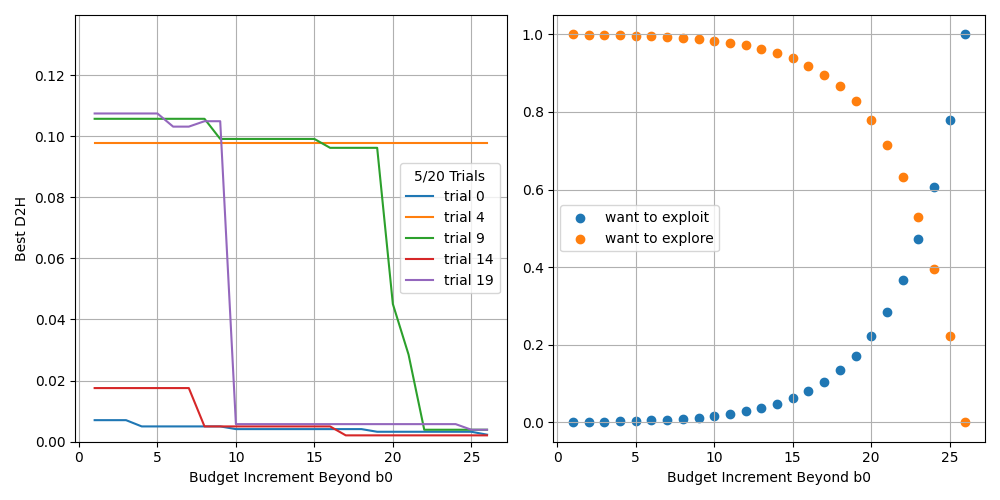 0.12
0.10
0.08
0.06
0.04
0.02
0.00
Best D2H
0 5 10 15 20 25
Budget Increment Beyond b0
5/20 Trials
trial 0
trial 4
trial 9
trial 14
trial 19
1.0
0.8
0.6
0.4
0.2
0.0
want to exploit
want to explore
0 5 10 15 20 25
Budget Increment Beyond b0